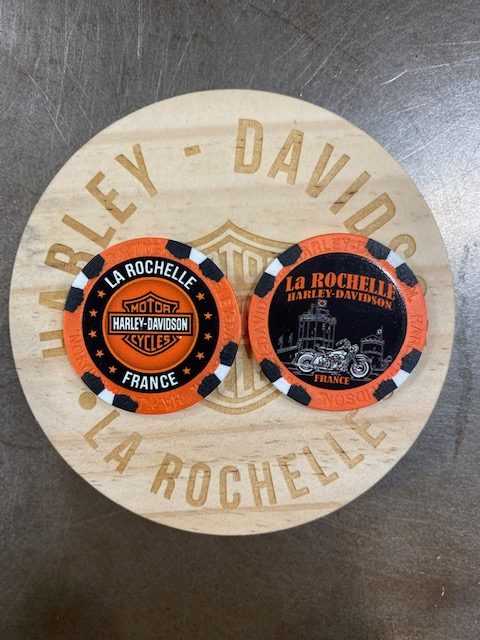 HARLEY - DAVIDSON
LA ROCHELLE
LA ROCHELLE
MOTOR
HARLEY-DAVIDSON
CYCLES
FRANCE
La Rochelle
HARLEY-DAVIDSON
FRANCE